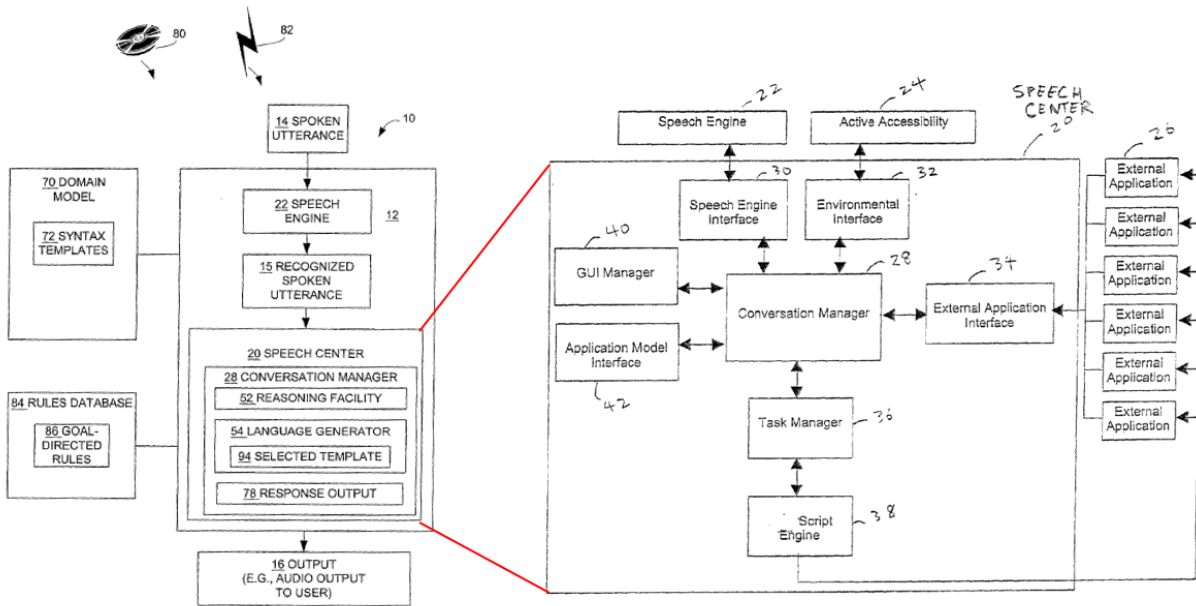 80
82
14 SPOKEN
UTTERANCE
10
70 DOMAIN
MODEL
72 SYNTAX
TEMPLATES
22 SPEECH
ENGINE
12
15 RECOGNIZED
SPOKEN
UTTERANCE
20 SPEECH CENTER
28 CONVERSATION MANAGER
52 REASONING FACILITY
54 LANGUAGE GENERATOR
94 SELECTED TEMPLATE
78 RESPONSE OUTPUT
84 RULES DATABASE
86 GOAL-
DIRECTED
RULES
16 OUTPUT
(E.G., AUDIO OUTPUT
TO USER)
22
Speech Engine
24
Active Accessibility
SPEECH
CENTER
20
30
Speech Engine
Interface
32
Environmental
Interface
40
GUI Manager
28
Conversation Manager
34
External Application
Interface
Application Model
Interface
42
Task Manager
36
Script
Engine
38
26
External
Application
External
Application
External
Application
External
Application
External
Application
External
Application